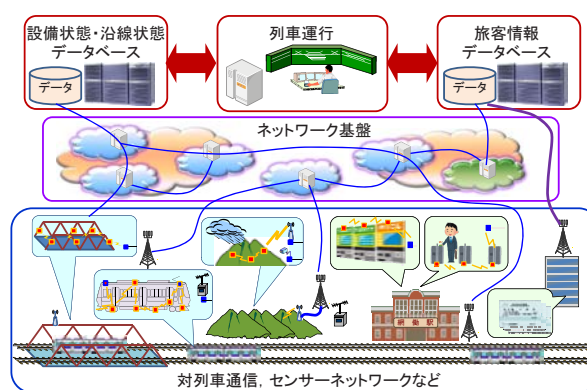 設備状態・沿線状態
データベース
データ
列車運行
旅客情報
データベース
データ
ネットワーク基盤
網働駅
対列車通信，センサーネットワークなど